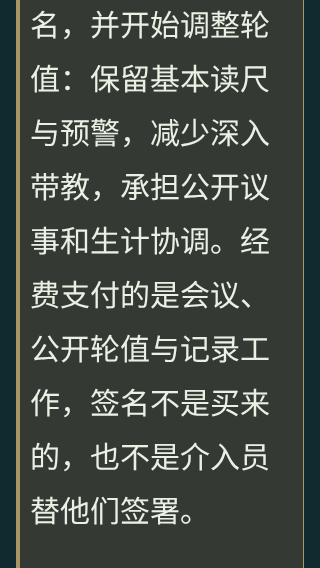 名，并开始调整轮
值：保留基本读尺
与预警，减少深入
带教，承担公开议
事和生计协调。经
费支付的是会议、
公开轮值与记录工
作，签名不是买来
的，也不是介入员
替他们签署。